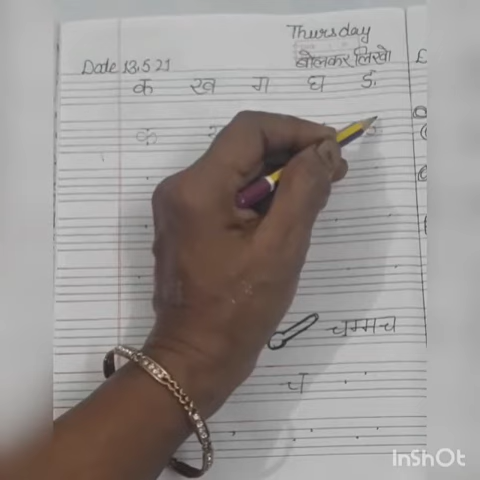 Thursday
Date 13.5.21 बोलकर लिखो
क ख ग घ ङ
क
चम्मच
च
InShOt